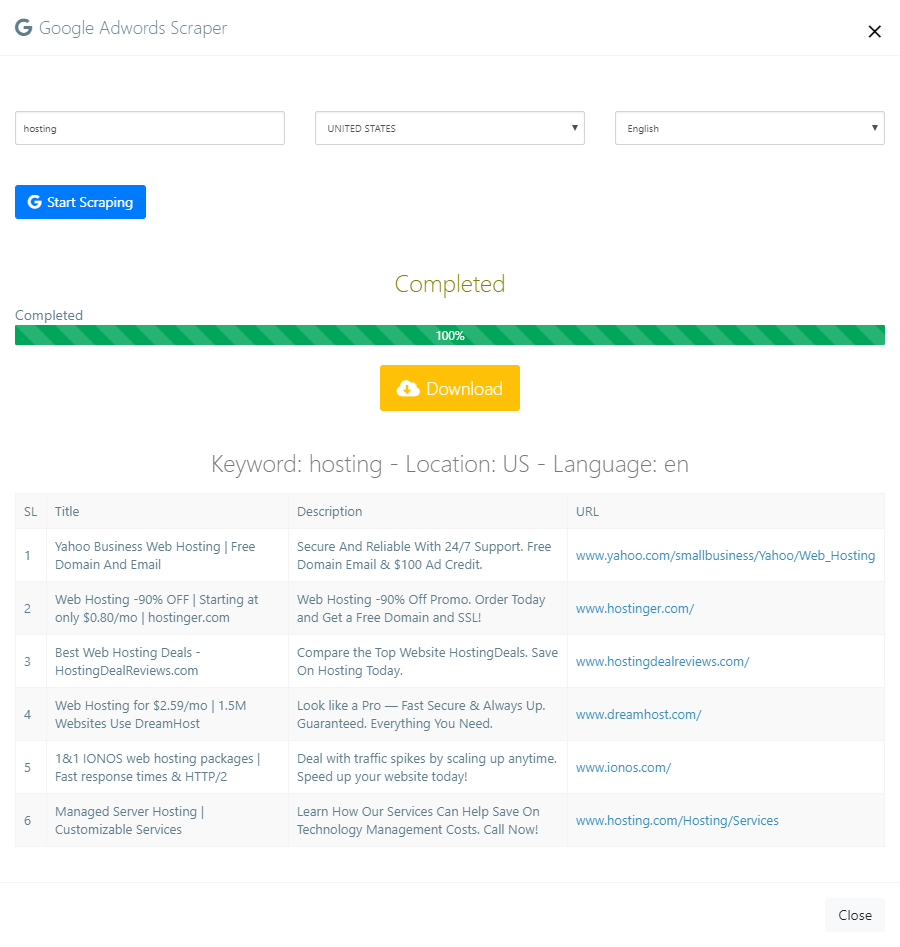 Google Adwords Scraper
hosting
UNITED STATES
English
Start Scraping
Completed
Completed
100%
Download
Keyword: hosting - Location: US - Language: en
SL Title Description URL
1 Yahoo Business Web Hosting | Free Domain And Email Secure And Reliable With 24/7 Support. Free Domain Email & $100 Ad Credit. www.yahoo.com/smallbusiness/Yahoo/Web_Hosting
2 Web Hosting -90% OFF | Starting at only $0.80/mo | hostinger.com Web Hosting -90% Off Promo. Order Today and Get a Free Domain and SSL! www.hostinger.com/
3 Best Web Hosting Deals - HostingDealReviews.com Compare the Top Website HostingDeals. Save On Hosting Today. www.hostingdealreviews.com/
4 Web Hosting for $2.59/mo | 1.5M Websites Use DreamHost Look like a Pro — Fast Secure & Always Up. Guaranteed. Everything You Need. www.dreamhost.com/
5 1&1 IONOS web hosting packages | Fast response times & HTTP/2 Deal with traffic spikes by scaling up anytime. Speed up your website today! www.ionos.com/
6 Managed Server Hosting | Customizable Services Learn How Our Services Can Help Save On Technology Management Costs. Call Now! www.hosting.com/Hosting/Services
Close